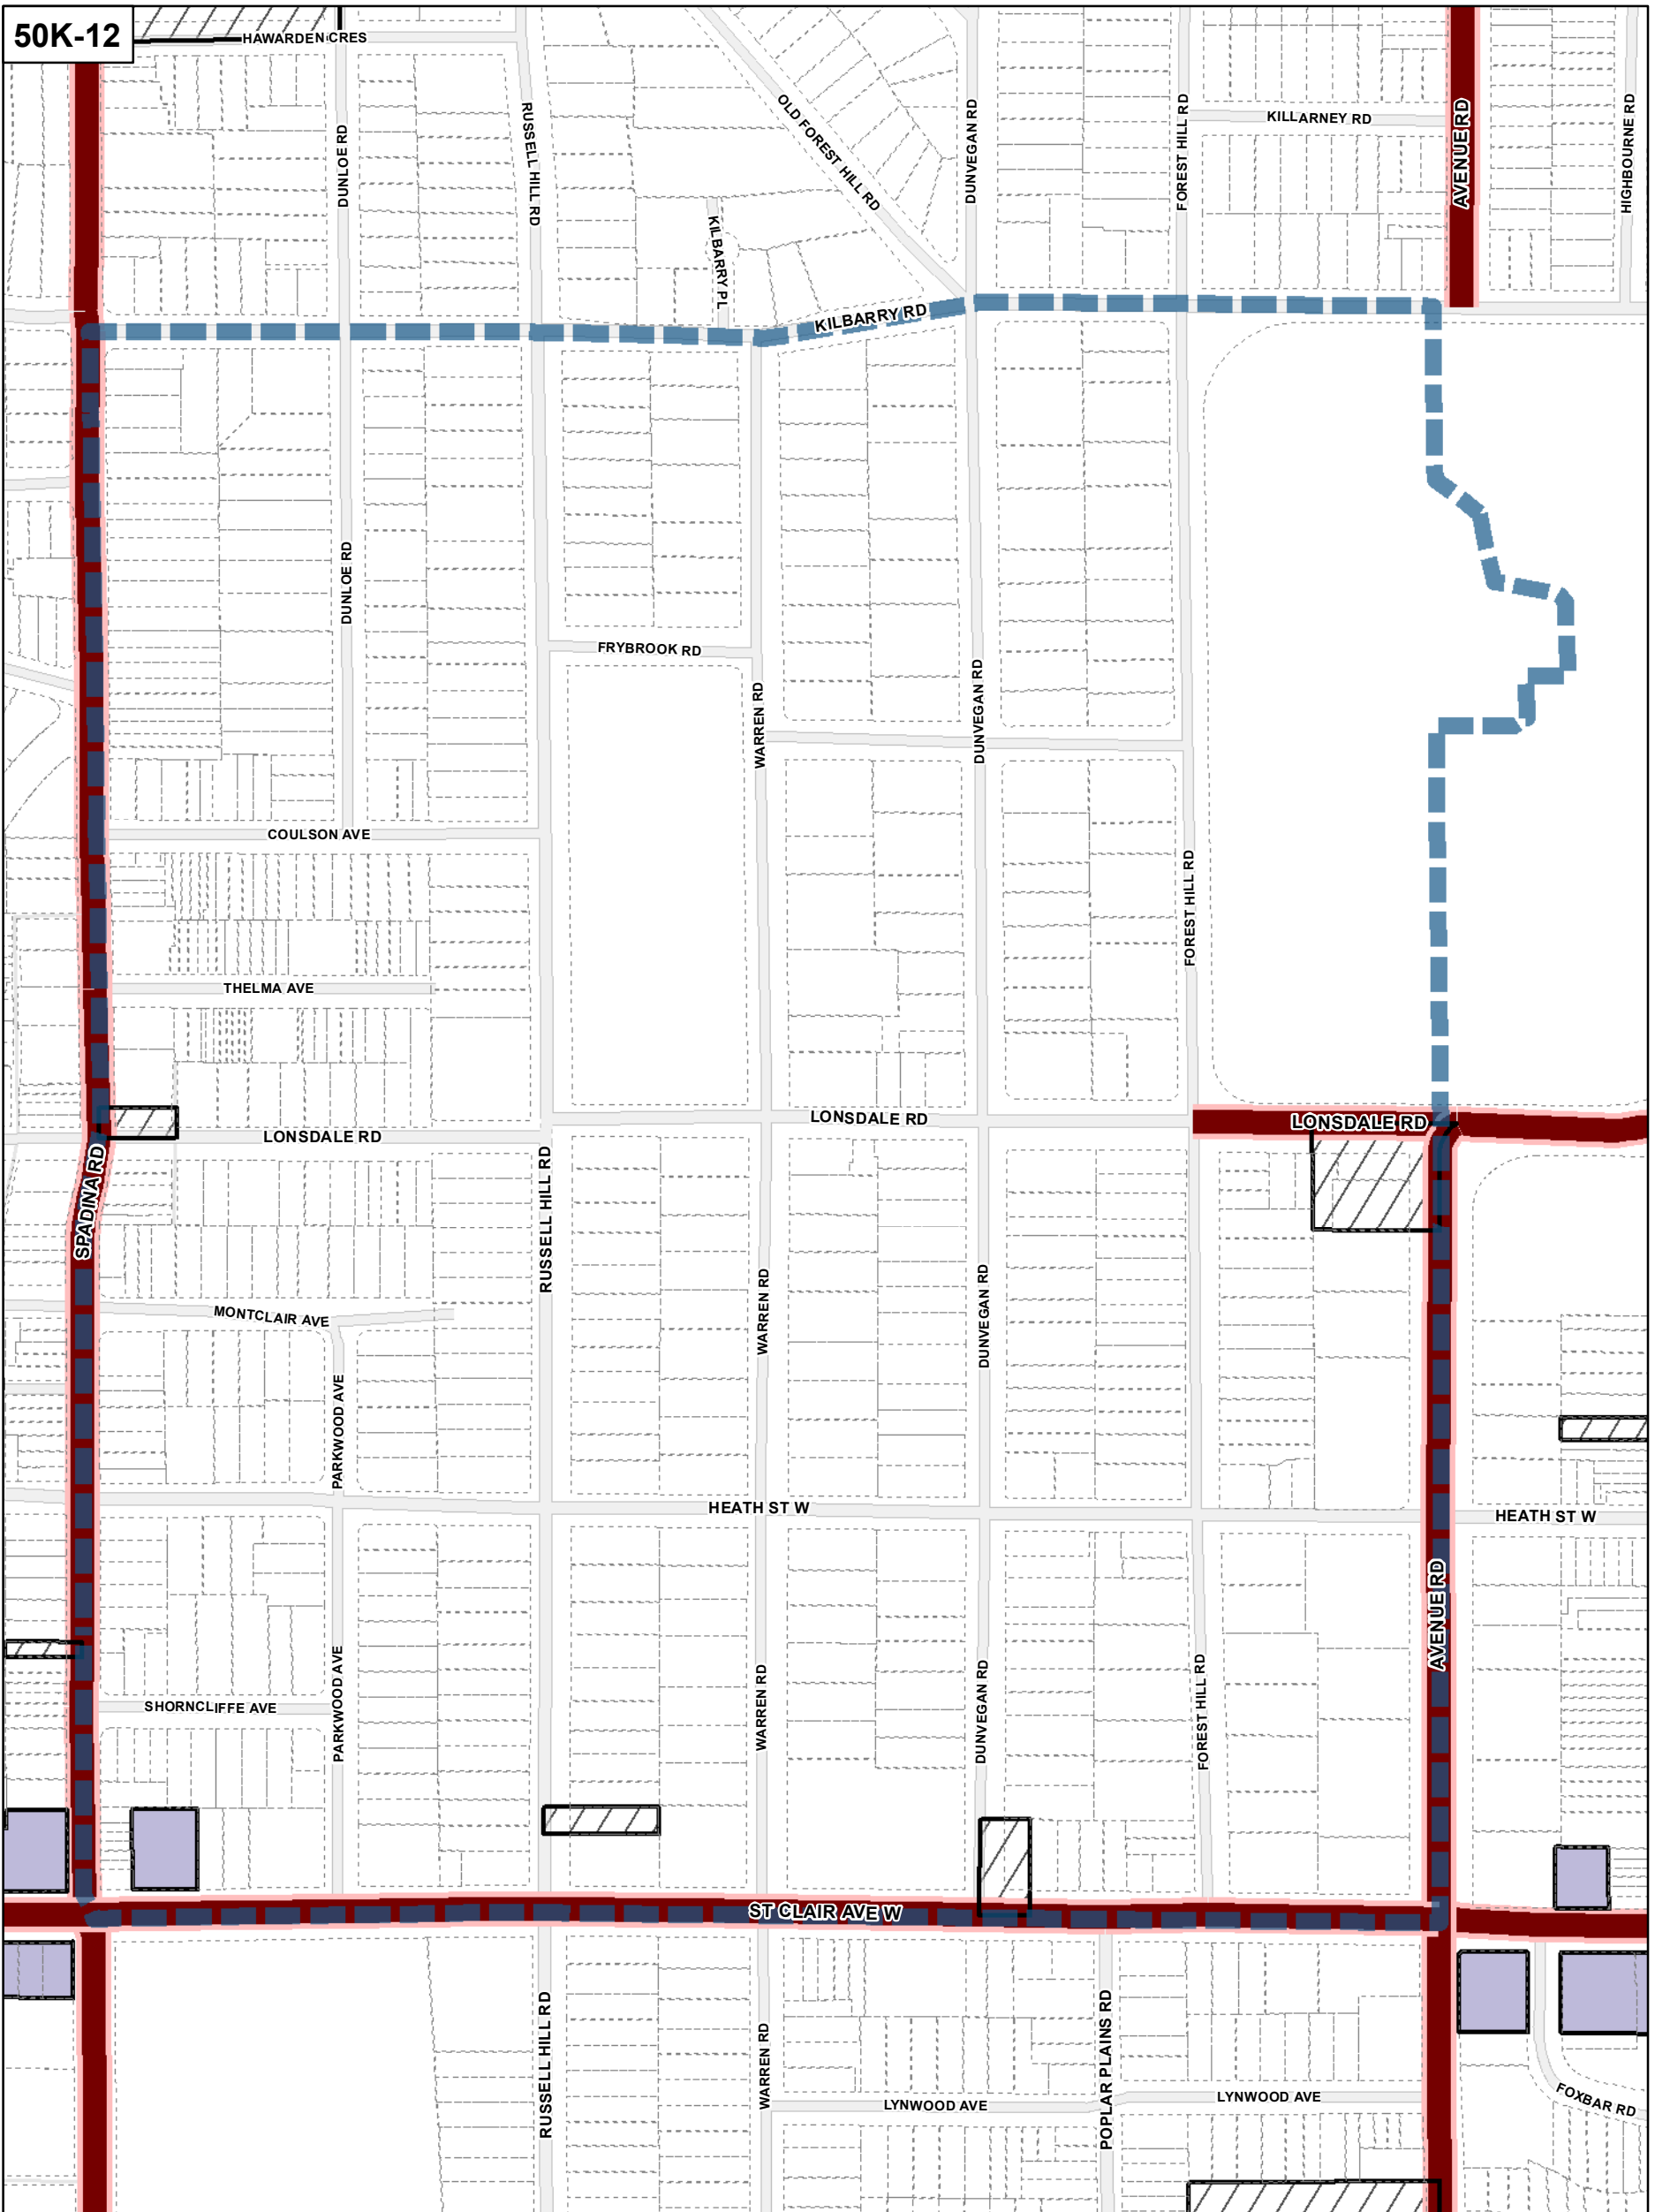 50K-12
HAWARDEN CRES
DUNLOE RD
RUSSELL HILL RD
OLD FOREST HILL RD
DUNVEGAN RD
FOREST HILL RD
KILLARNEY RD
AVENUE RD
HIGHBOURNE RD
KILBARRY PL
KILBARRY RD
DUNLOE RD
FRYBROOK RD
WARREN RD
DUNVEGAN RD
COULSON AVE
FOREST HILL RD
THELMA AVE
LONSDALE RD
LONSDALE RD
LONSDALE RD
SPADINA RD
RUSSELL HILL RD
WARREN RD
DUNVEGAN RD
MONTCLAIR AVE
PARKWOOD AVE
HEATH ST W
HEATH ST W
AVENUE RD
PARKWOOD AVE
WARREN RD
DUNVEGAN RD
FOREST HILL RD
SHORNCLIFFE AVE
ST CLAIR AVE W
RUSSELL HILL RD
WARREN RD
POPLAR PLAINS RD
LYNWOOD AVE
LYNWOOD AVE
FOXBAR RD